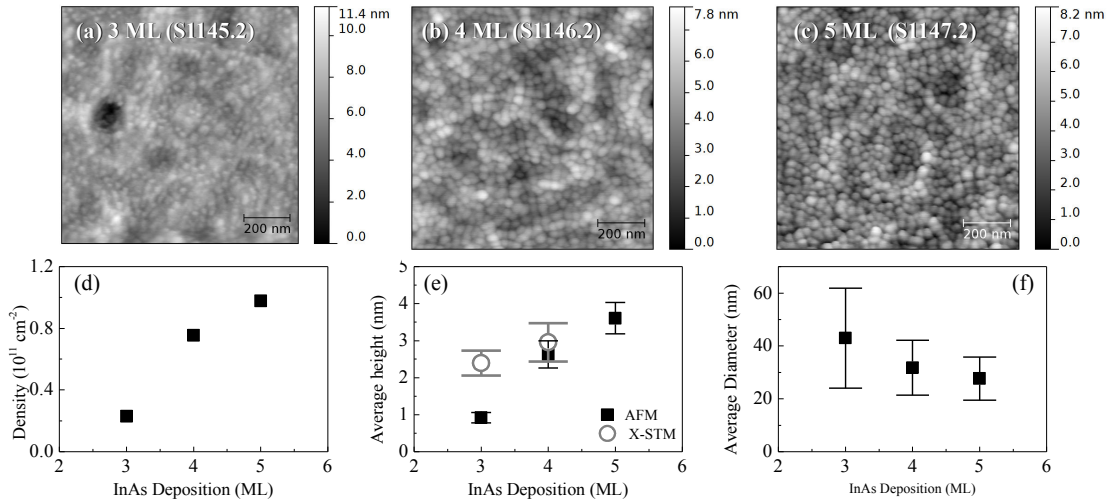 (a) 3 ML (S1145.2)
11.4 nm
10.0
8.0
6.0
4.0
2.0
0.0
200 nm
(b) 4 ML (S1146.2)
7.8 nm
7.0
6.0
5.0
4.0
3.0
2.0
1.0
0.0
200 nm
(c) 5 ML (S1147.2)
8.2 nm
7.0
6.0
5.0
4.0
3.0
2.0
1.0
0.0
200 nm
(d)
Density (10¹¹ cm⁻²)
1.2
0.8
0.4
0.0
2 3 4 5 6
InAs Deposition (ML)
(e)
Average height (nm)
5
4
3
2
1
0
AFM
X-STM
2 3 4 5 6
InAs Deposition (ML)
(f)
Average Diameter (nm)
60
40
20
0
2 3 4 5 6
InAs Deposition (ML)